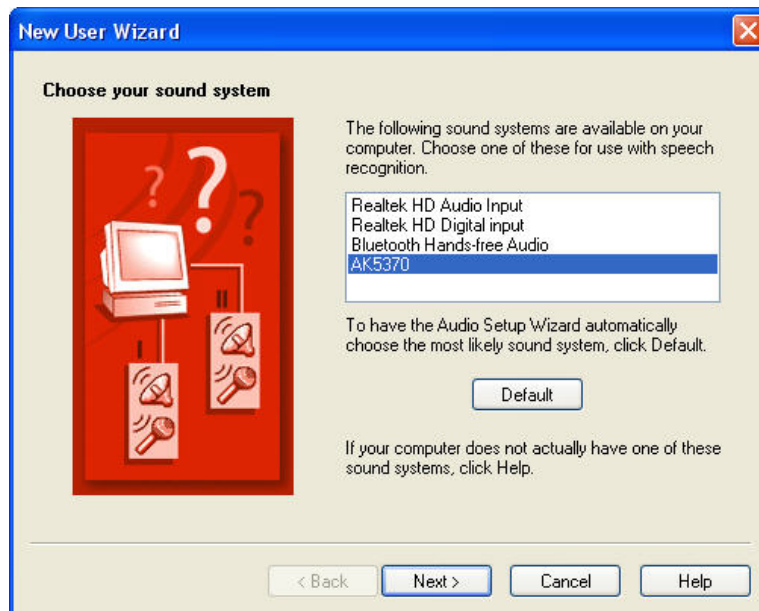 New User Wizard
Choose your sound system
The following sound systems are available on your
computer. Choose one of these for use with speech
recognition.
Realtek HD Audio Input
Realtek HD Digital input
Bluetooth Hands-free Audio
AK5370
To have the Audio Setup Wizard automatically
choose the most likely sound system, click Default.
Default
If your computer does not actually have one of these
sound systems, click Help.
? ? ?
I
II
< Back
Next >
Cancel
Help